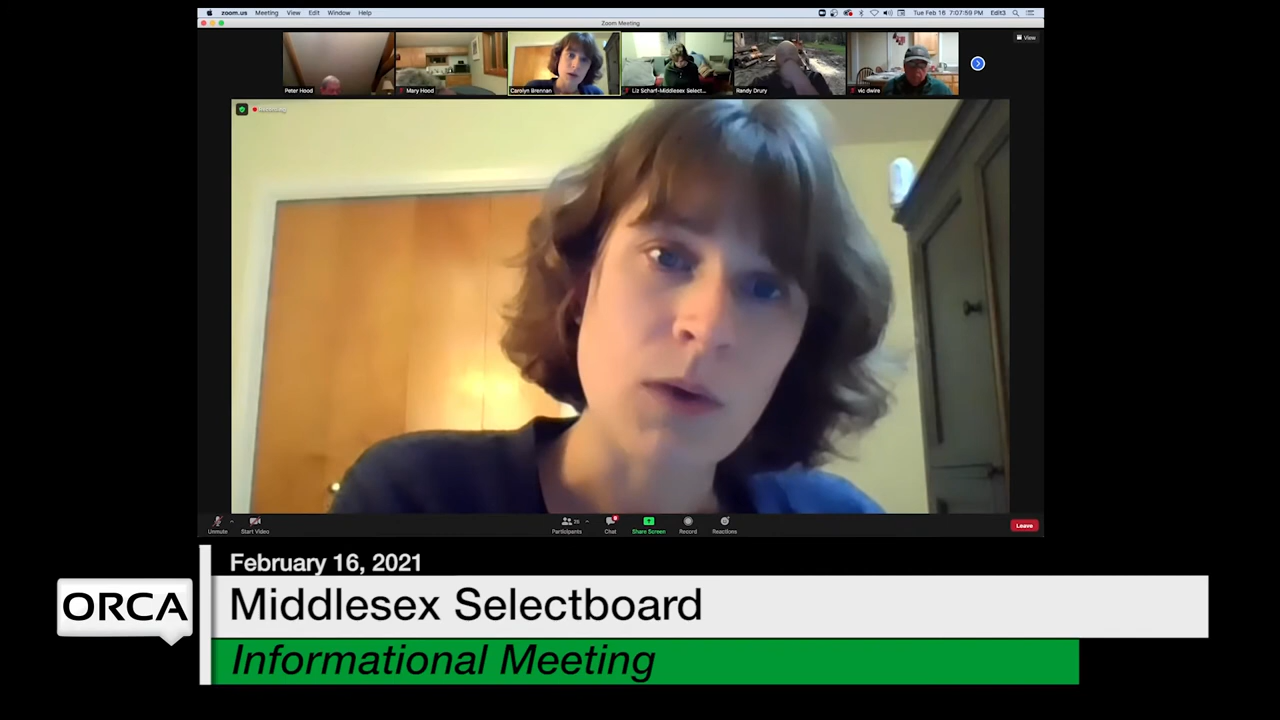 zoom.us Meeting View Edit Window Help
Tue Feb 16 7:07:59 PM Edit3
Zoom Meeting
View
Peter Hood
Mary Hood
Carolyn Brennan
Liz Scharf-Middlesex Select...
Randy Drury
vic dwire
Unmute
Start Video
Participants
Chat
Share Screen
Record
Reactions
Leave
February 16, 2021
ORCA
Middlesex Selectboard
Informational Meeting